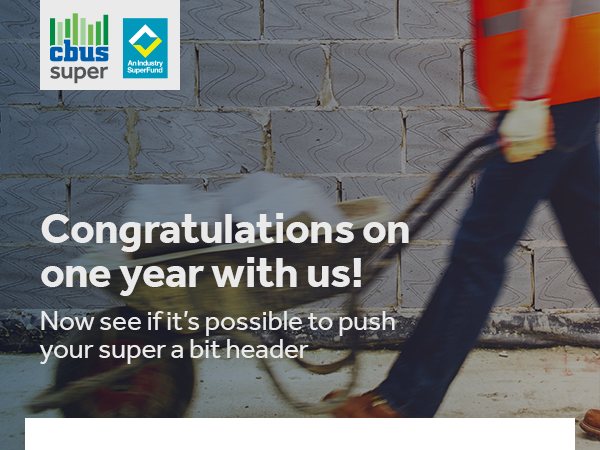 cbus
super
An Industry
SuperFund
Congratulations on
one year with us!
Now see if it's possible to push
your super a bit header